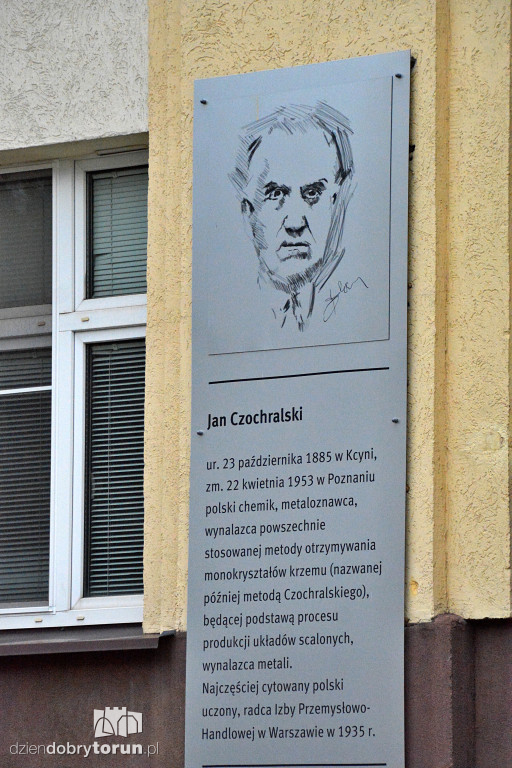 Jan Czochralski
ur. 23 października 1885 w Kcyni,
zm. 22 kwietnia 1953 w Poznaniu
polski chemik, metaloznawca,
wynalazca powszechnie
stosowanej metody otrzymywania
monokryształów krzemu (nazwanej
później metodą Czochralskiego),
będącej podstawą procesu
produkcji układów scalonych,
wynalazca metali.
Najczęściej cytowany polski
uczony, radca Izby Przemysłowo-
Handlowej w Warszawie w 1935 r.
dziendobrytorun.pl